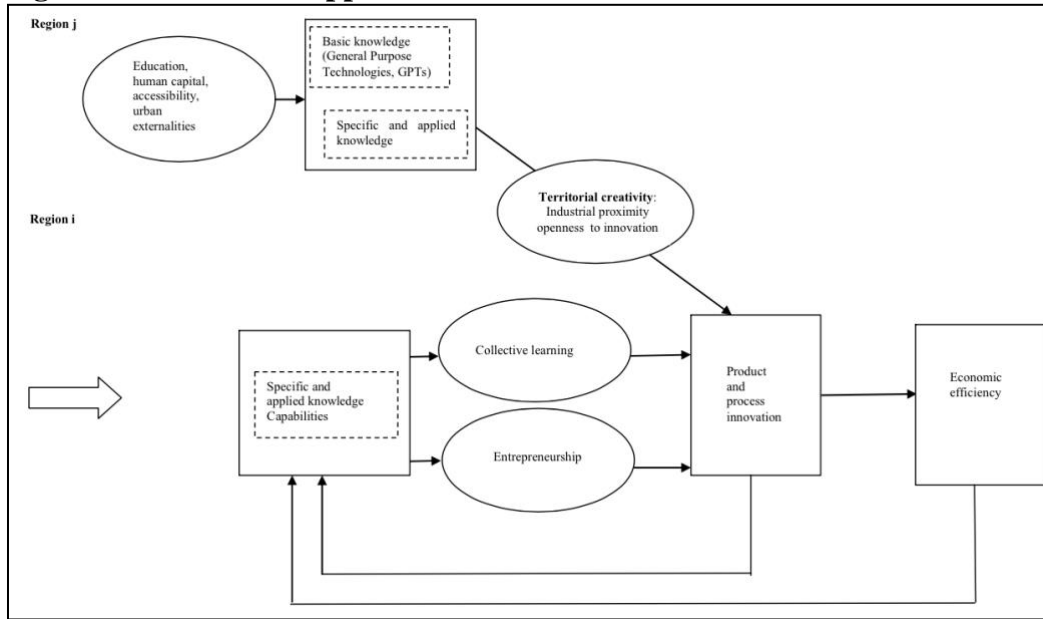 Region j
Education,
human capital,
accessibility,
urban
externalities
Basic knowledge
(General Purpose
Technologies, GPTs)
Specific and applied
knowledge
Territorial creativity:
Industrial proximity
openness to innovation
Region i
Collective learning
Specific and
applied knowledge
Capabilities
Entrepreneurship
Product
and
process
innovation
Economic
efficiency